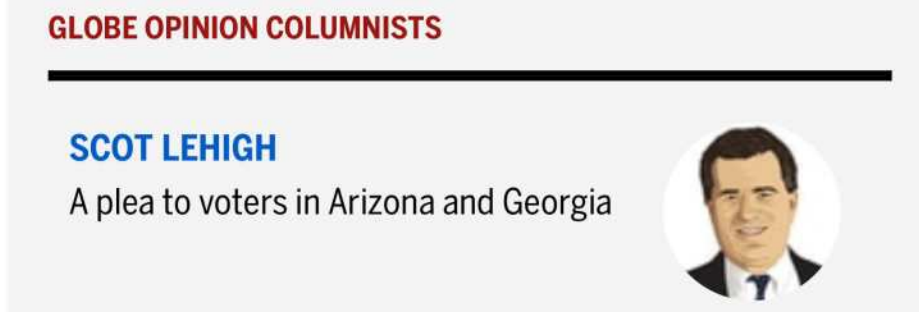 GLOBE OPINION COLUMNISTS
SCOT LEHIGH
A plea to voters in Arizona and Georgia